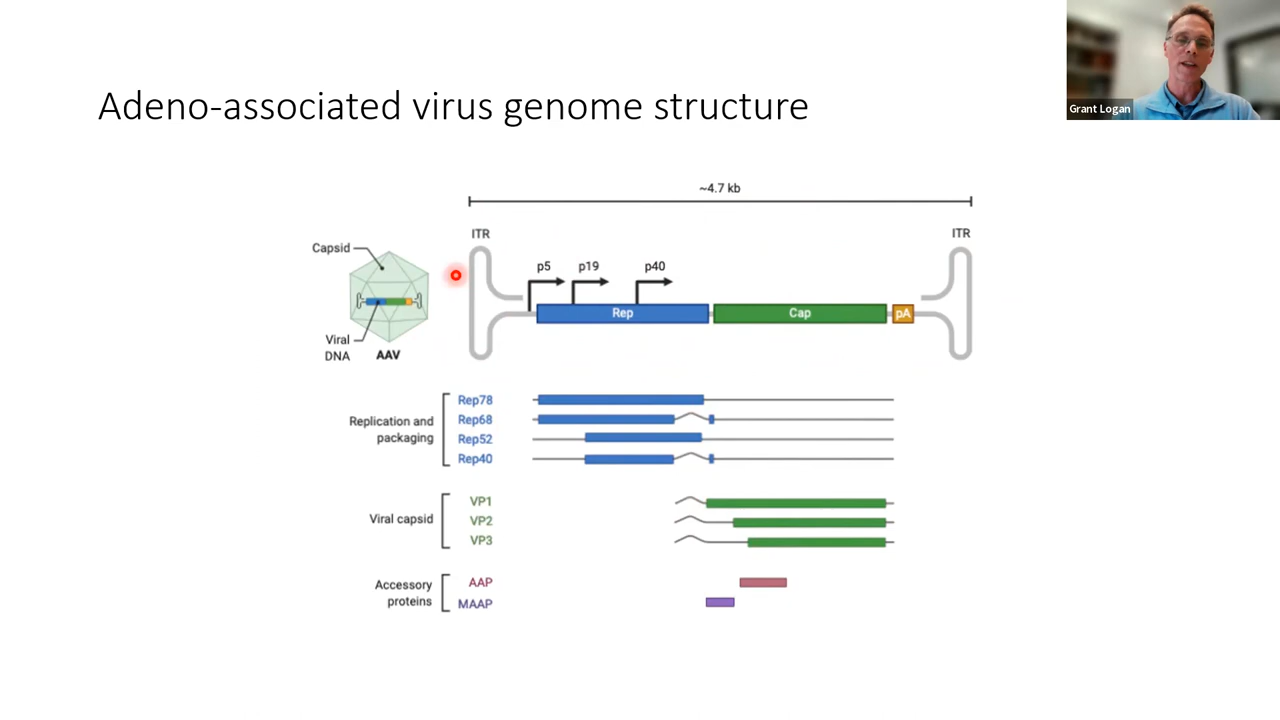 Grant Logan
Adeno-associated virus genome structure
~4.7 kb
ITR
ITR
Capsid
p5
p19
p40
Rep
Cap
pA
Viral
DNA
AAV
Replication and
packaging
Rep78
Rep68
Rep52
Rep40
Viral capsid
VP1
VP2
VP3
Accessory
proteins
AAP
MAAP